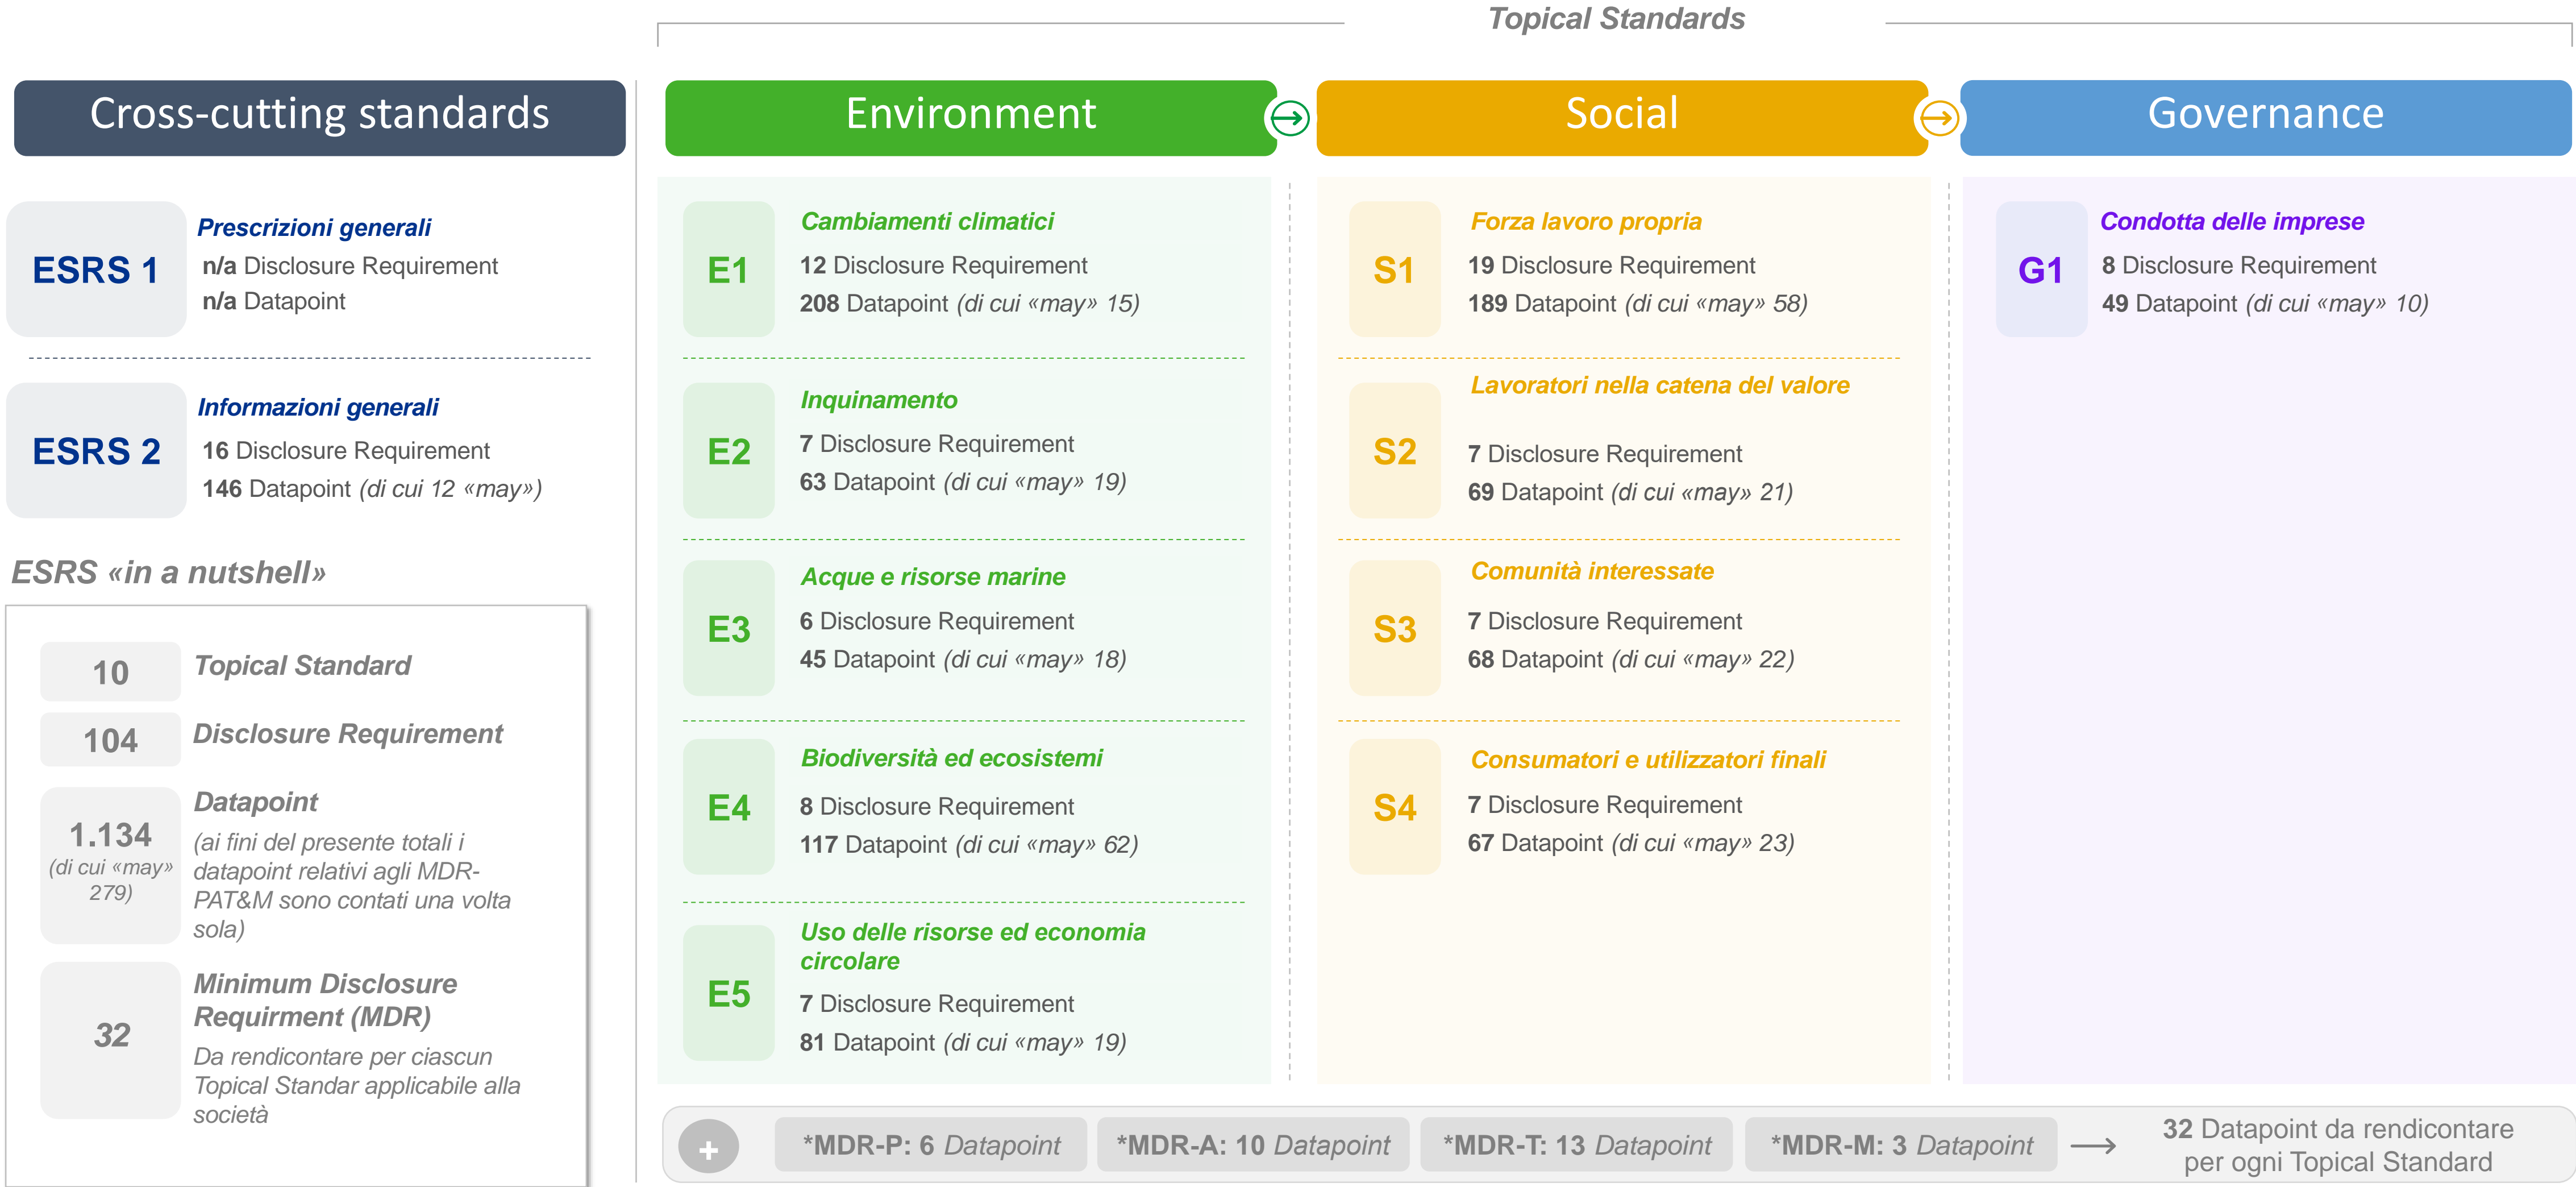 Topical Standards
Cross-cutting standards
ESRS 1
Prescrizioni generali
n/a Disclosure Requirement
n/a Datapoint
ESRS 2
Informazioni generali
16 Disclosure Requirement
146 Datapoint (di cui 12 «may»)
ESRS «in a nutshell»
10
Topical Standard
104
Disclosure Requirement
1.134
(di cui «may»
279)
Datapoint
(ai fini del presente totali i
datapoint relativi agli MDR-
PAT&M sono contati una volta
sola)
32
Minimum Disclosure
Requirment (MDR)
Da rendicontare per ciascun
Topical Standar applicabile alla
società
Environment
E1
Cambiamenti climatici
12 Disclosure Requirement
208 Datapoint (di cui «may» 15)
E2
Inquinamento
7 Disclosure Requirement
63 Datapoint (di cui «may» 19)
E3
Acque e risorse marine
6 Disclosure Requirement
45 Datapoint (di cui «may» 18)
E4
Biodiversità ed ecosistemi
8 Disclosure Requirement
117 Datapoint (di cui «may» 62)
E5
Uso delle risorse ed economia
circolare
7 Disclosure Requirement
81 Datapoint (di cui «may» 19)
Social
S1
Forza lavoro propria
19 Disclosure Requirement
189 Datapoint (di cui «may» 58)
S2
Lavoratori nella catena del valore
7 Disclosure Requirement
69 Datapoint (di cui «may» 21)
S3
Comunità interessate
7 Disclosure Requirement
68 Datapoint (di cui «may» 22)
S4
Consumatori e utilizzatori finali
7 Disclosure Requirement
67 Datapoint (di cui «may» 23)
Governance
G1
Condotta delle imprese
8 Disclosure Requirement
49 Datapoint (di cui «may» 10)
+
*MDR-P: 6 Datapoint
*MDR-A: 10 Datapoint
*MDR-T: 13 Datapoint
*MDR-M: 3 Datapoint
32 Datapoint da rendicontare
per ogni Topical Standard